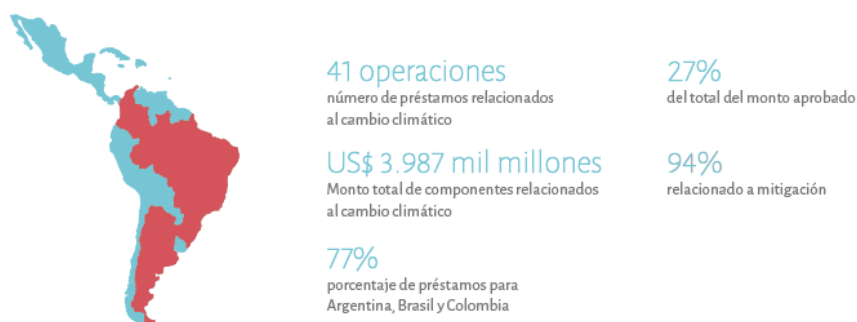 41 operaciones
número de préstamos relacionados
al cambio climático
27%
del total del monto aprobado
US$ 3.987 mil millones
Monto total de componentes relacionados
al cambio climático
94%
relacionado a mitigación
77%
porcentaje de préstamos para
Argentina, Brasil y Colombia